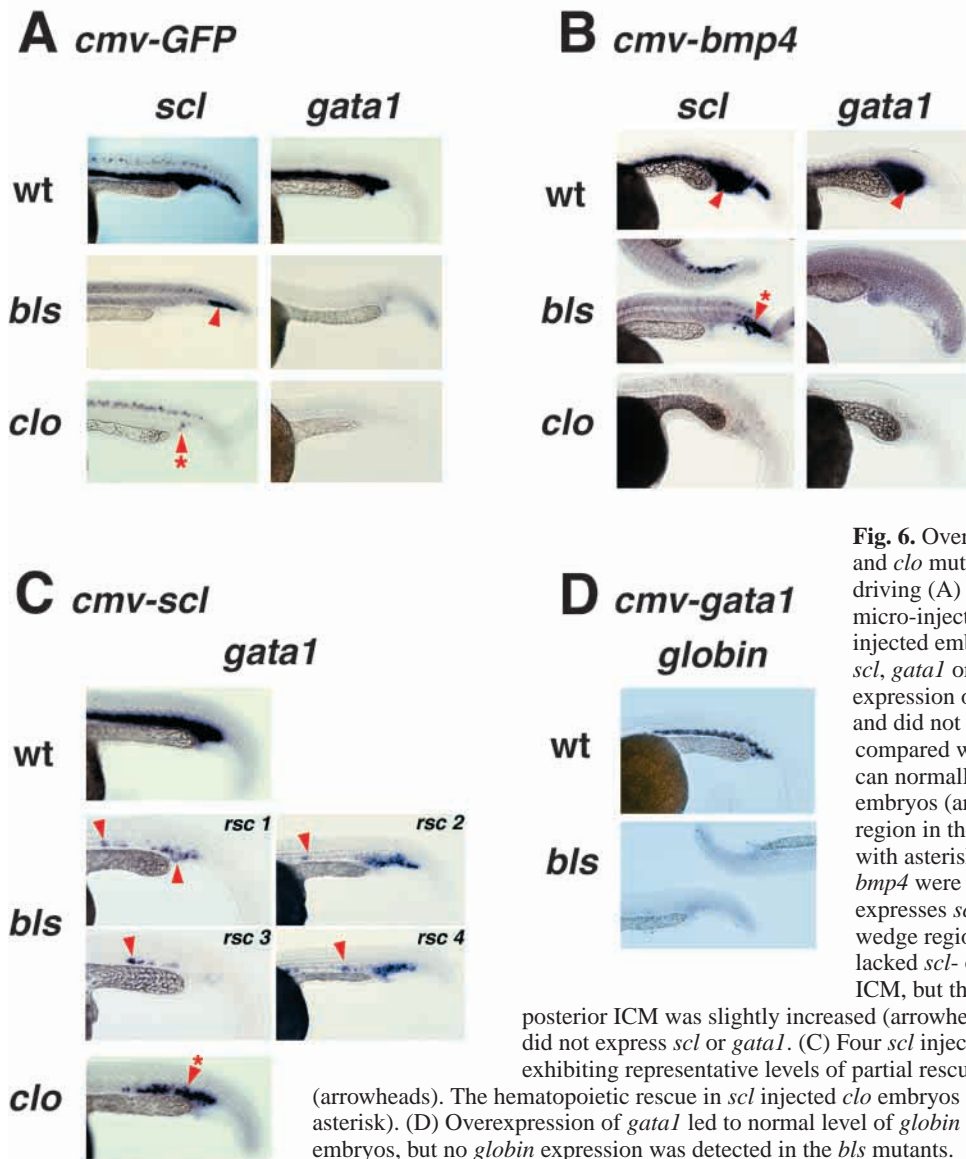 A cmv-GFP
scl gata1
wt
bls
*
clo
*
B cmv-bmp4
scl gata1
wt
bls
*
clo
C cmv-scl
gata1
wt
rsc 1
rsc 2
bls
rsc 3
rsc 4
clo
*
D cmv-gata1
globin
wt
bls
Fig. 6. Over
and clo mut
driving (A)
micro-inject
injected emb
scl, gata1 or
expression o
and did not
compared w
can normall
embryos (ar
region in th
with asteris
bmp4 were
expresses sc
wedge regio
lacked scl- 
ICM, but th
posterior ICM was slightly increased (arrowhe
did not express scl or gata1. (C) Four scl injec
exhibiting representative levels of partial rescu
(arrowheads). The hematopoietic rescue in scl injected clo embryos
asterisk). (D) Overexpression of gata1 led to normal level of globin
embryos, but no globin expression was detected in the bls mutants.